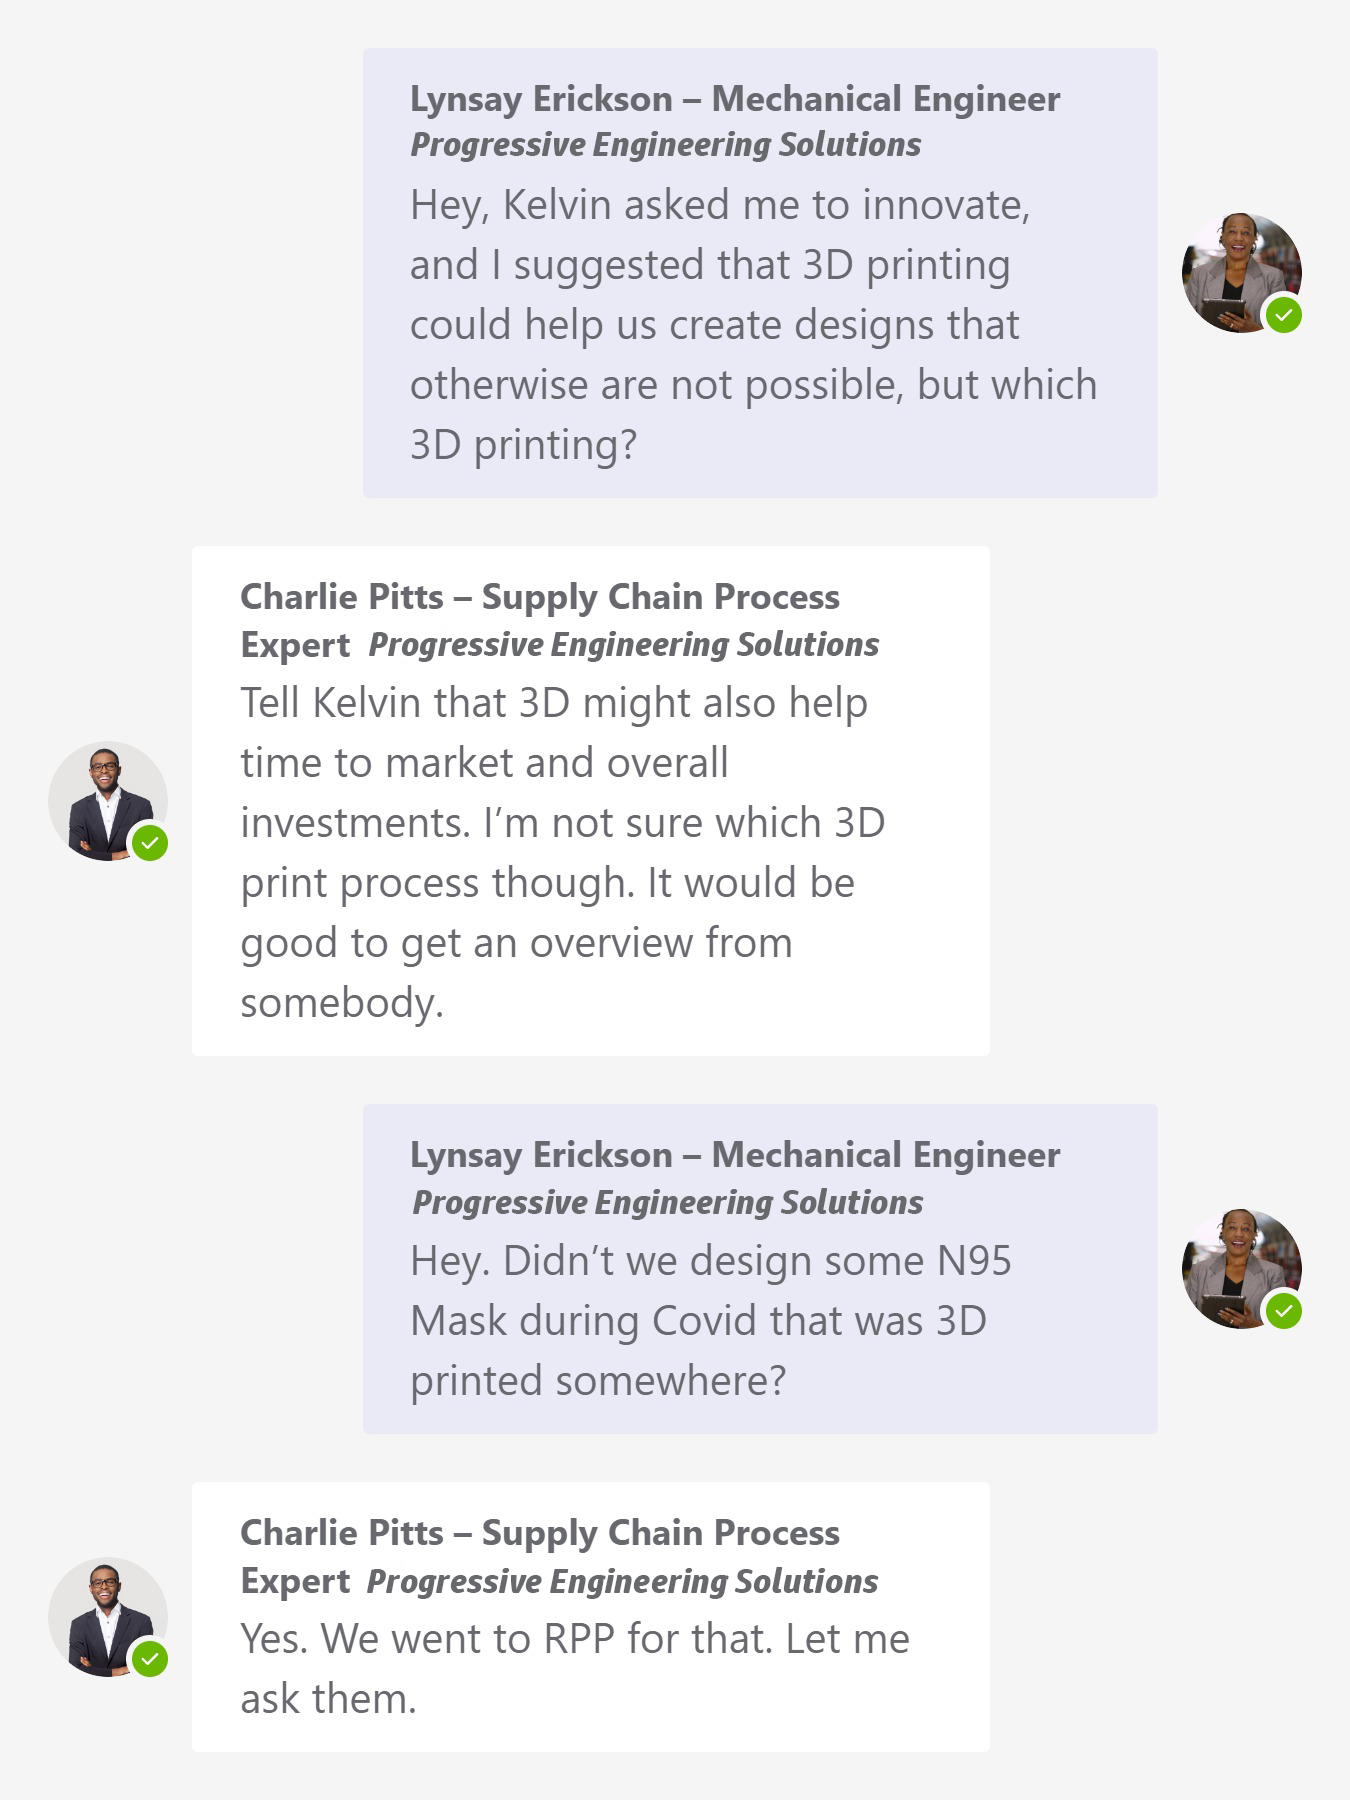 Lynsay Erickson – Mechanical Engineer
Progressive Engineering Solutions
Hey, Kelvin asked me to innovate,
and I suggested that 3D printing
could help us create designs that
otherwise are not possible, but which
3D printing?
Charlie Pitts – Supply Chain Process
Expert Progressive Engineering Solutions
Tell Kelvin that 3D might also help
time to market and overall
investments. I’m not sure which 3D
print process though. It would be
good to get an overview from
somebody.
Lynsay Erickson – Mechanical Engineer
Progressive Engineering Solutions
Hey. Didn’t we design some N95
Mask during Covid that was 3D
printed somewhere?
Charlie Pitts – Supply Chain Process
Expert Progressive Engineering Solutions
Yes. We went to RPP for that. Let me
ask them.